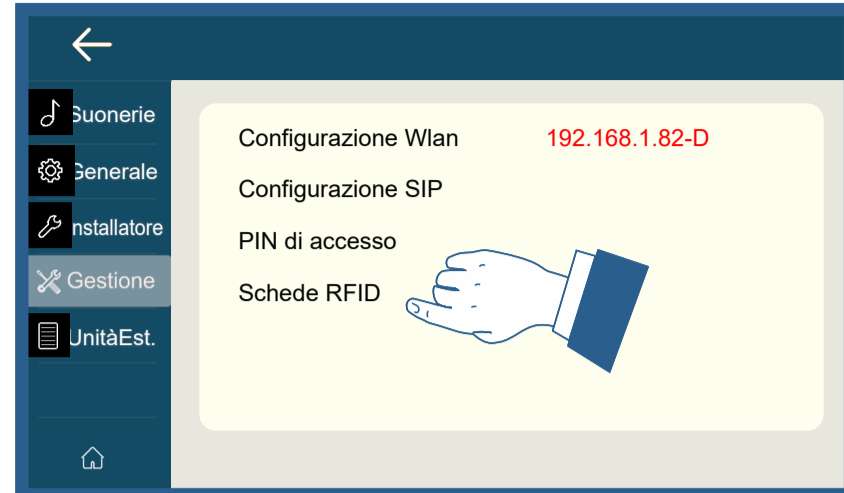 Suonerie
Generale
nstallatore
Gestione
UnitàEst.
Configurazione Wlan 192.168.1.82-D
Configurazione SIP
PIN di accesso
Schede RFID